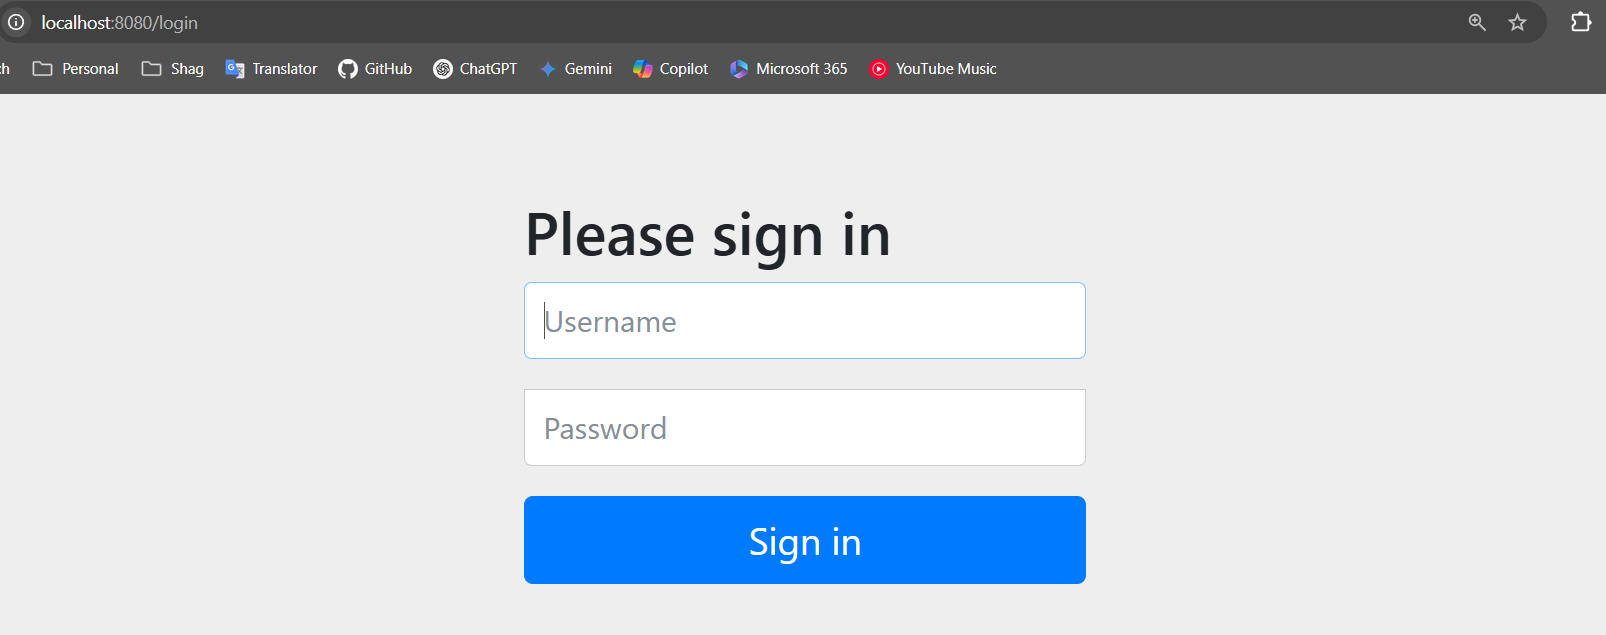 localhost:8080/login
ch Personal Shag Translator GitHub ChatGPT Gemini Copilot Microsoft 365 YouTube Music
Please sign in
Username
Password
Sign in